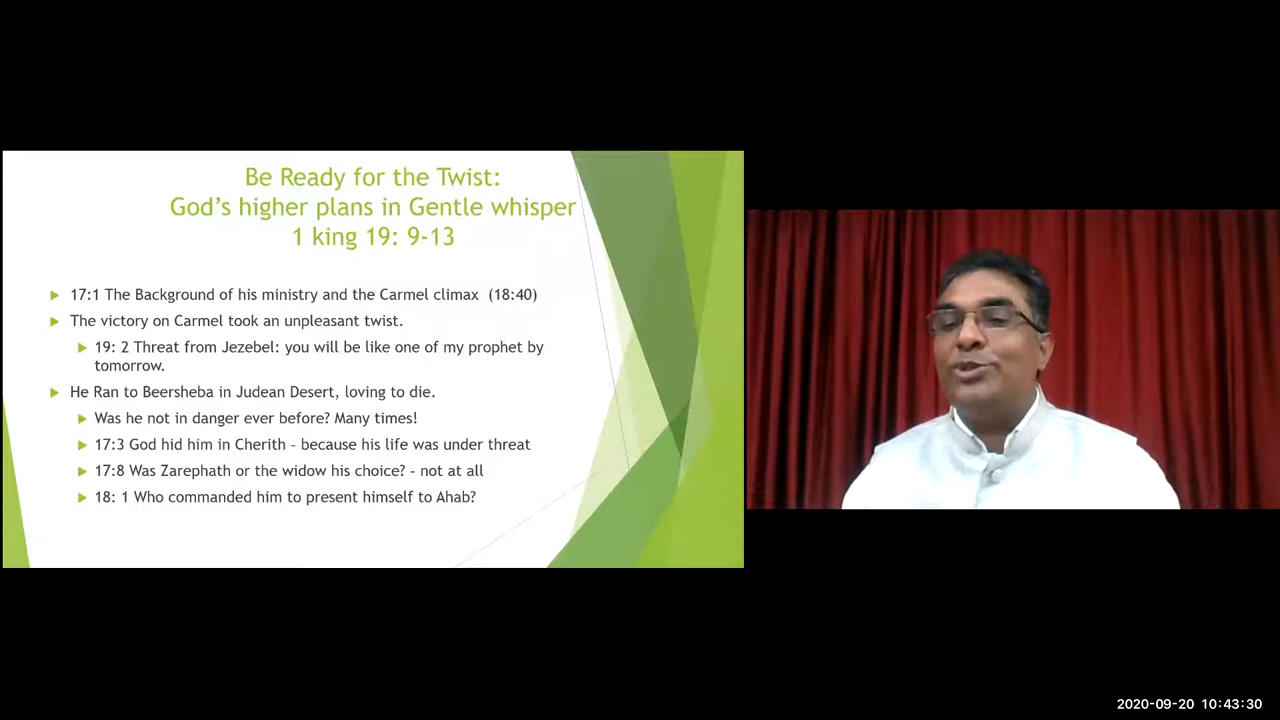 Be Ready for the Twist:
God's higher plans in Gentle whisper
1 king 19: 9-13
17:1 The Background of his ministry and the Carmel climax (18:40)
The victory on Carmel took an unpleasant twist.
19: 2 Threat from Jezebel: you will be like one of my prophet by
tomorrow.
He Ran to Beersheba in Judean Desert, loving to die.
Was he not in danger ever before? Many times!
17:3 God hid him in Cherith – because his life was under threat
17:8 Was Zarephath or the widow his choice? – not at all
18: 1 Who commanded him to present himself to Ahab?
2020-09-20 10:43:30